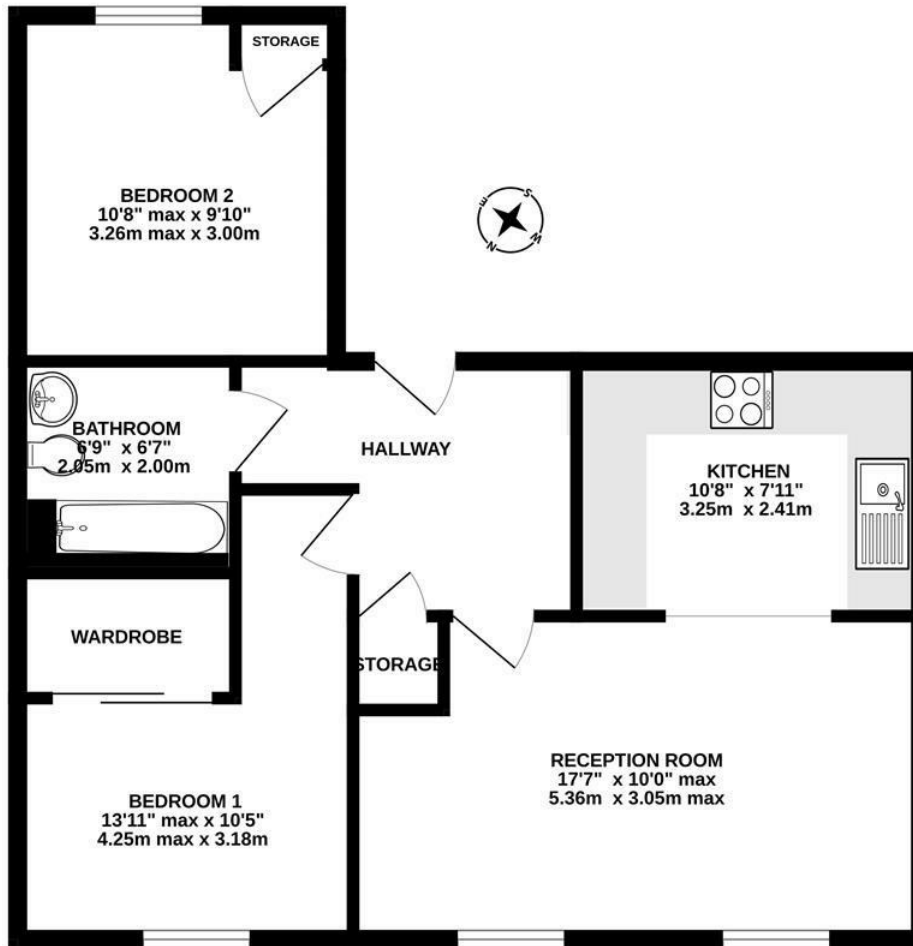 STORAGE
BEDROOM 2
10'8" max x 9'10"
3.26m max x 3.00m
S
E
W
N
BATHROOM
6'9" x 6'7"
2.05m x 2.00m
HALLWAY
KITCHEN
10'8" x 7'11"
3.25m x 2.41m
WARDROBE
STORAGE
RECEPTION ROOM
17'7" x 10'0" max
5.36m x 3.05m max
BEDROOM 1
13'11" max x 10'5"
4.25m max x 3.18m